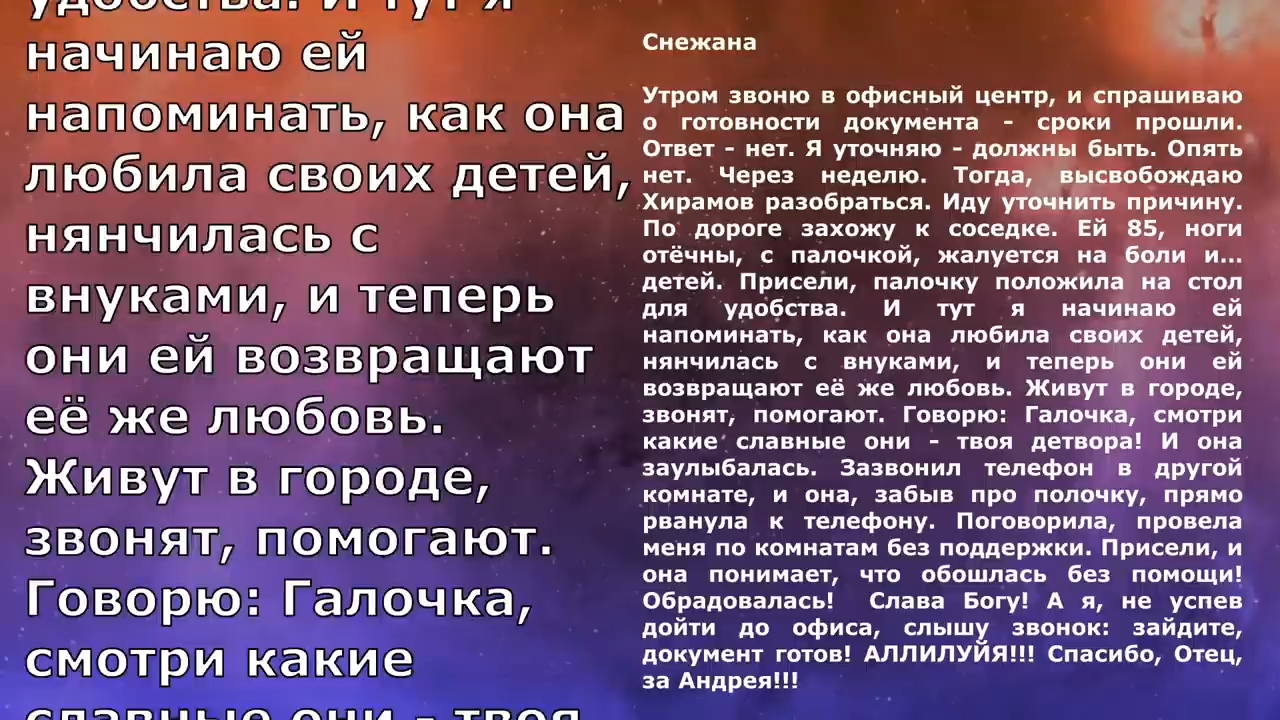 удобства. И тут я
начинаю ей
напоминать, как она
любила своих детей,
нянчилась с
внуками, и теперь
они ей возвращают
её же любовь.
Живут в городе,
звонят, помогают.
Говорю: Галочка,
смотри какие
славные они - твоя
Снежана
Утром звоню в офисный центр, и спрашиваю
о готовности документа - сроки прошли.
Ответ - нет. Я уточняю - должны быть. Опять
нет. Через неделю. Тогда, высвобождаю
Хирамов разобраться. Иду уточнить причину.
По дороге захожу к соседке. Ей 85, ноги
отёчны, с палочкой, жалуется на боли и...
детей. Присели, палочку положила на стол
для удобства. И тут я начинаю ей
напоминать, как она любила своих детей,
нянчилась с внуками, и теперь они ей
возвращают её же любовь. Живут в городе,
звонят, помогают. Говорю: Галочка, смотри
какие славные они - твоя детвора! И она
заулыбалась. Зазвонил телефон в другой
комнате, и она, забыв про полочку, прямо
рванула к телефону. Поговорила, провела
меня по комнатам без поддержки. Присели, и
она понимает, что обошлась без помощи!
Обрадовалась! Слава Богу! А я, не успев
дойти до офиса, слышу звонок: зайдите,
документ готов! АЛЛИЛУЙЯ!!! Спасибо, Отец,
за Андрея!!!